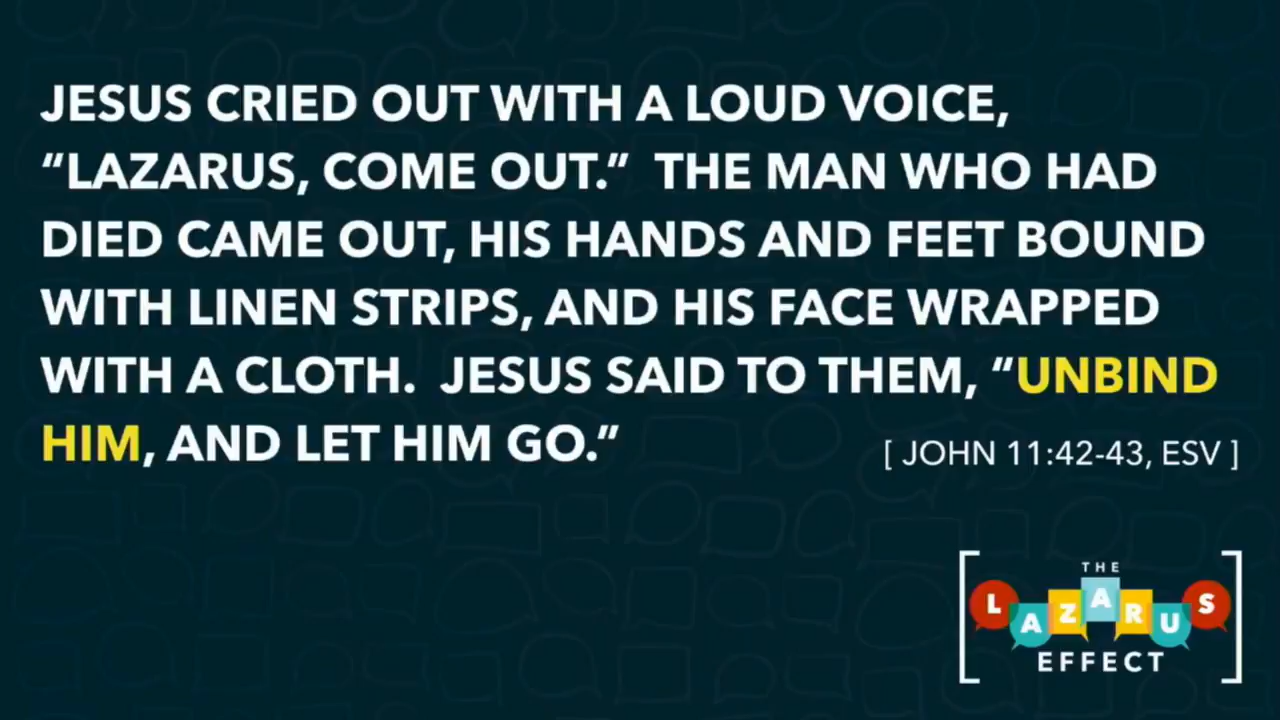 JESUS CRIED OUT WITH A LOUD VOICE,
“LAZARUS, COME OUT.” THE MAN WHO HAD
DIED CAME OUT, HIS HANDS AND FEET BOUND
WITH LINEN STRIPS, AND HIS FACE WRAPPED
WITH A CLOTH. JESUS SAID TO THEM, “UNBIND
HIM, AND LET HIM GO.”
[ JOHN 11:42-43, ESV ]
THE
LAZARUS
EFFECT